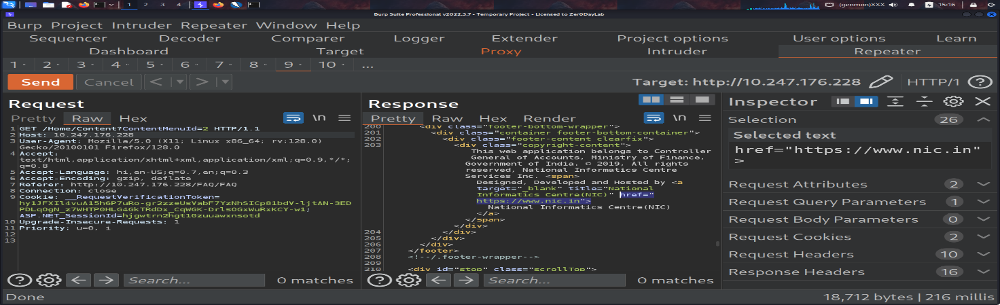 1 2 3 4 (genmon)XXX 15:16
Burp Suite Professional v2022.3.7 - Temporary Project - Licensed to Zer0DayLab
Burp Project Intruder Repeater Window Help
Sequencer Decoder Comparer Logger Extender Project options User options Learn
Dashboard Target Proxy Intruder Repeater
1 2 3 4 5 6 7 8 9 10 ...
Send Cancel < > Target: http://10.247.176.228 HTTP/1
Request
Pretty Raw Hex \n
1 GET /Home/Content?ContentMenuId=2 HTTP/1.1
2 Host: 10.247.176.228
3 User-Agent: Mozilla/5.0 (X11; Linux x86_64; rv:128.0)
Gecko/20100101 Firefox/128.0
4 Accept:
text/html,application/xhtml+xml,application/xml;q=0.9,*/*;
q=0.8
5 Accept-Language: hi,en-US;q=0.7,en;q=0.3
6 Accept-Encoding: gzip, deflate
7 Referer: http://10.247.176.228/FAQ/FAQ
8 Connection: close
9 Cookie: __RequestVerificationToken=
ASP.NET_SessionId=hjgwtrn2hgt10zuuawxnsotd
10 Upgrade-Insecure-Requests: 1
11 Priority: u=0, i
12
13
Search... 0 matches
Response
Pretty Raw Hex Render \n
200 <div class="footer-bottom-wrapper">
201 <div class="container footer-bottom-container">
202 <div class="footer-content clearfix">
203 <div class="copyright-content">
This web application belongs to Controller
General of Accounts, Ministry of Finance,
Government of India. © 2019, All rights
reserved, National Informatics Centre
Services Inc. <span>
Designed, Developed and Hosted by <a
target="_blank" title="National
Informatics Centre(NIC)" href="
https://www.nic.in">
National Informatics Centre(NIC)
</a>
</span>
</div>
204 </div>
205 </div>
206 </div>
207 </footer>
208 <!--/.footer-wrapper-->
209
210 <div id="stop" class="scrollTop">
Search... 0 matches
Inspector
Selection 26
Selected text
href="https://www.nic.in"
>
Request Attributes 2
Request Query Parameters 1
Request Body Parameters 0
Request Cookies 2
Request Headers 10
Response Headers 16
Done 18,712 bytes | 216 millis